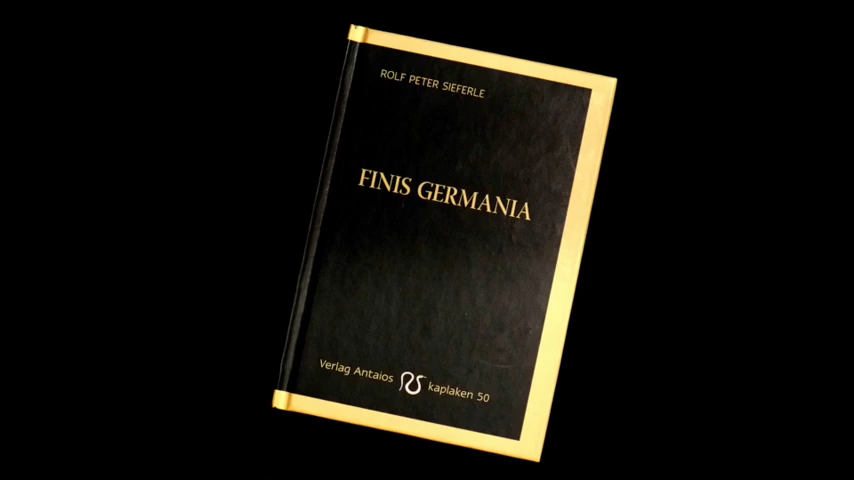 ROLF PETER SIEFERLE
FINIS GERMANIA
Verlag Antaios kaplaken 50